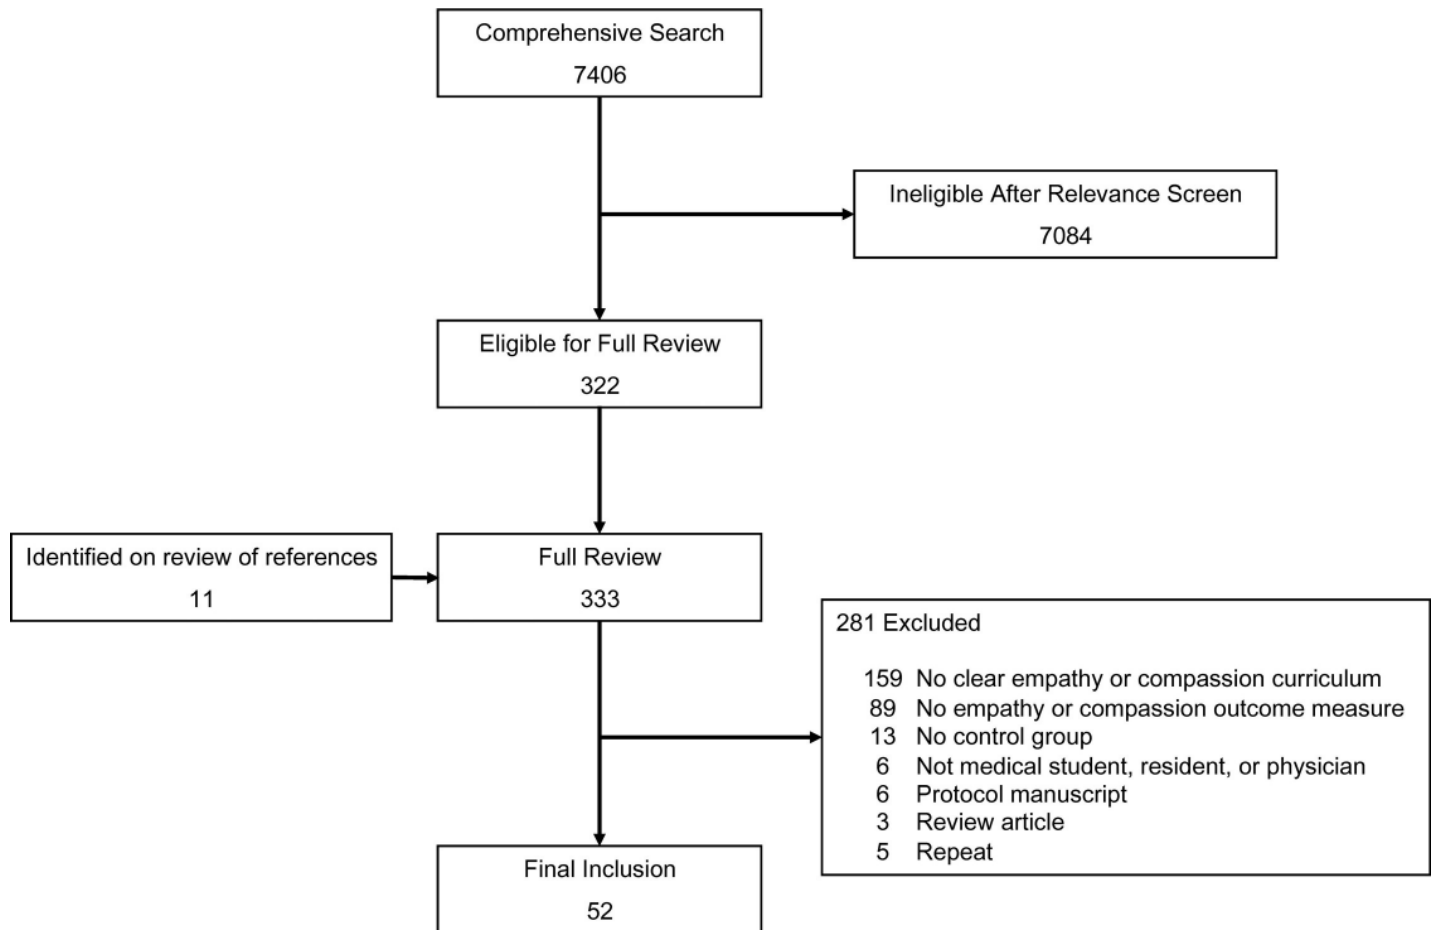 Comprehensive Search
7406
Ineligible After Relevance Screen
7084
Eligible for Full Review
322
Identified on review of references
11
Full Review
333
281 Excluded
159 No clear empathy or compassion curriculum
89 No empathy or compassion outcome measure
13 No control group
6 Not medical student, resident, or physician
6 Protocol manuscript
3 Review article
5 Repeat
Final Inclusion
52